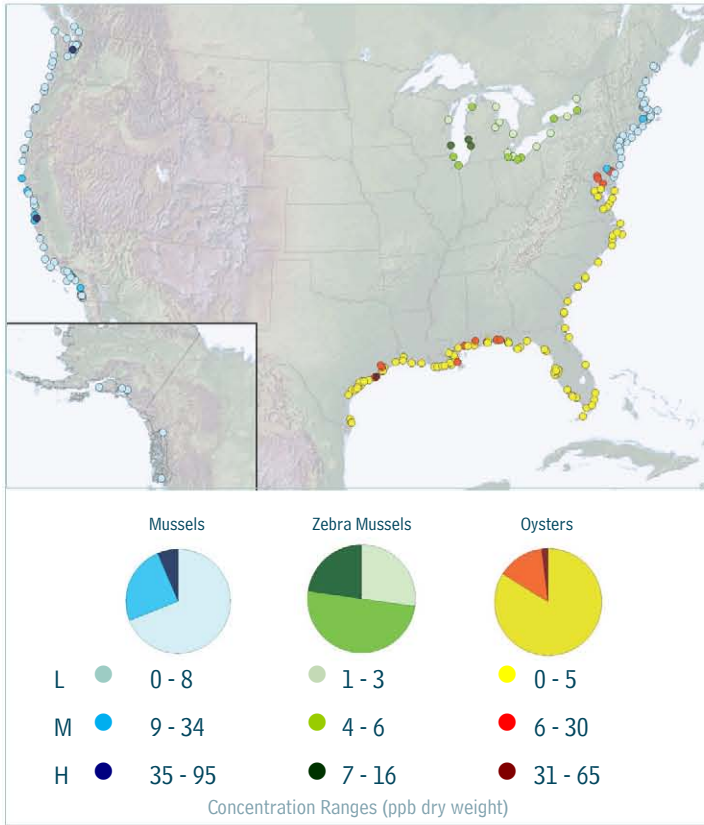 Mussels Zebra Mussels Oysters
L 0 - 8 1 - 3 0 - 5
M 9 - 34 4 - 6 6 - 30
H 35 - 95 7 - 16 31 - 65
Concentration Ranges (ppb dry weight)